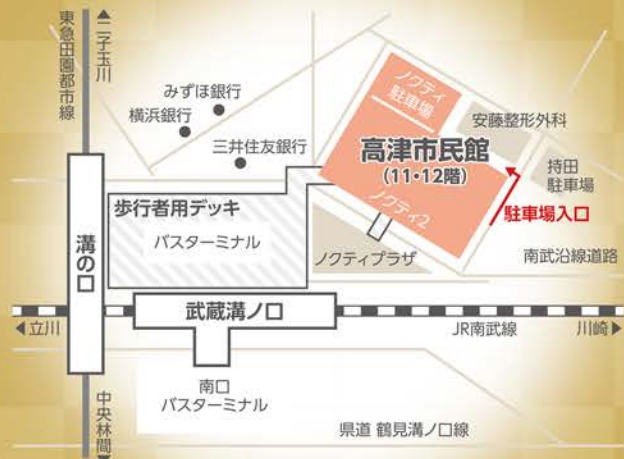 ▲二子玉川
東急田園都市線
みずほ銀行
横浜銀行
三井住友銀行
ノクティ
駐車場
安藤整形外科
高津市民館
(11・12階)
持田
駐車場
駐車場入口
ノクティ2
歩行者用デッキ
バスターミナル
ノクティプラザ
南武沿線道路
溝の口
武蔵溝ノ口
◀立川
JR南武線
川崎▶
南口
バスターミナル
中央林間▼
県道 鶴見溝ノ口線